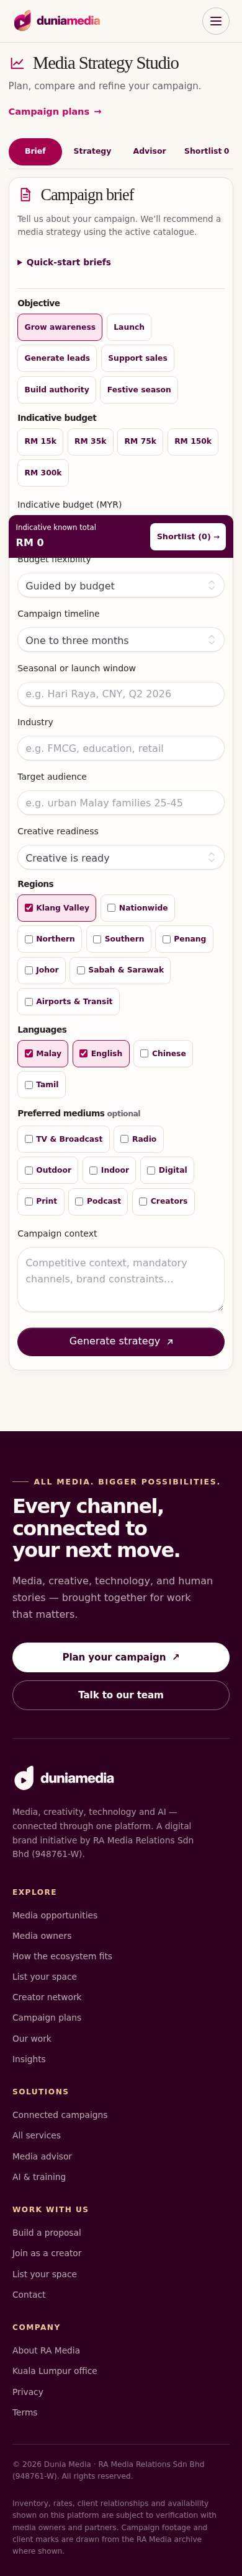 duniamedia
Media Strategy Studio
Plan, compare and refine your campaign.
Campaign plans →
Brief Strategy Advisor Shortlist 0
Campaign brief
Tell us about your campaign. We’ll recommend a
media strategy using the active catalogue.
▸ Quick-start briefs
Objective
Grow awareness Launch
Generate leads Support sales
Build authority Festive season
Indicative budget
RM 15k RM 35k RM 75k RM 150k
RM 300k
Indicative budget (MYR)
Indicative known total
RM 0
Shortlist (0) →
Budget flexibility
Guided by budget
Campaign timeline
One to three months
Seasonal or launch window
e.g. Hari Raya, CNY, Q2 2026
Industry
e.g. FMCG, education, retail
Target audience
e.g. urban Malay families 25-45
Creative readiness
Creative is ready
Regions
Klang Valley Nationwide
Northern Southern Penang
Johor Sabah & Sarawak
Airports & Transit
Languages
Malay English Chinese
Tamil
Preferred mediums optional
TV & Broadcast Radio
Outdoor Indoor Digital
Print Podcast Creators
Campaign context
Competitive context, mandatory
channels, brand constraints...
Generate strategy ↗
ALL MEDIA. BIGGER POSSIBILITIES.
Every channel,
connected to
your next move.
Media, creative, technology, and human
stories — brought together for work
that matters.
Plan your campaign ↗
Talk to our team
duniamedia
Media, creativity, technology and AI —
connected through one platform. A digital
brand initiative by RA Media Relations Sdn
Bhd (948761-W).
EXPLORE
Media opportunities
Media owners
How the ecosystem fits
List your space
Creator network
Campaign plans
Our work
Insights
SOLUTIONS
Connected campaigns
All services
Media advisor
AI & training
WORK WITH US
Build a proposal
Join as a creator
List your space
Contact
COMPANY
About RA Media
Kuala Lumpur office
Privacy
Terms
© 2026 Dunia Media · RA Media Relations Sdn Bhd
(948761-W). All rights reserved.
Inventory, rates, client relationships and availability
shown on this platform are subject to verification with
media owners and partners. Campaign footage and
client marks are drawn from the RA Media archive
where shown.